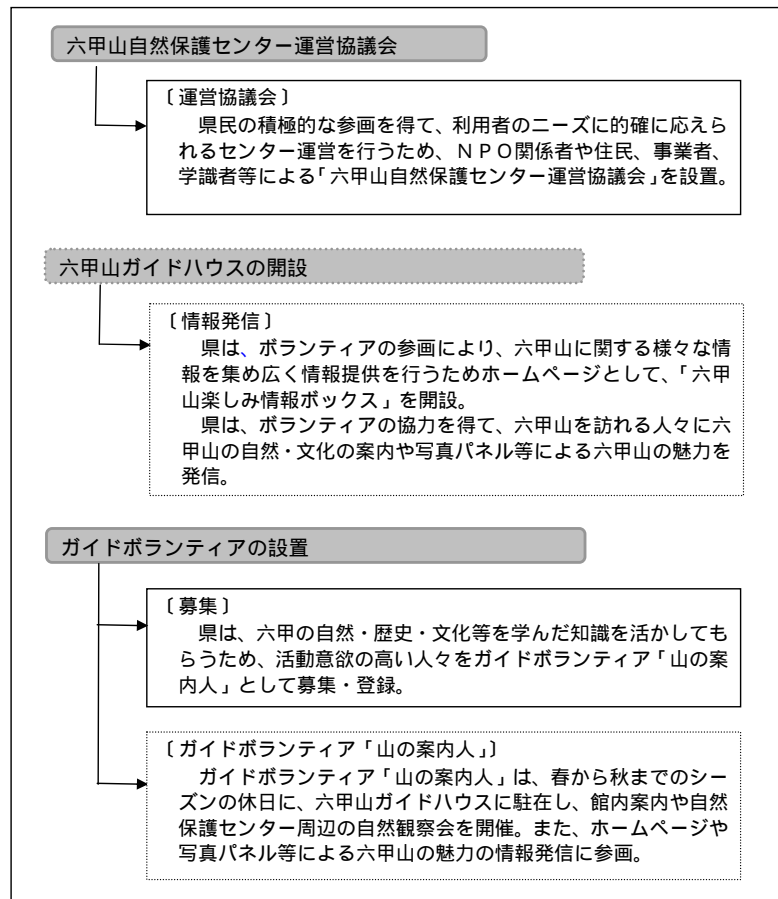 六甲山自然保護センター運営協議会
〔運営協議会〕
県民の積極的な参画を得て、利用者のニーズに的確に応えら
れるセンター運営を行うため、ＮＰＯ関係者や住民、事業者、
学識者等による「六甲山自然保護センター運営協議会」を設置。
六甲山ガイドハウスの開設
〔情報発信〕
県は、ボランティアの参画により、六甲山に関する様々な情
報を集め広く情報提供を行うためホームページとして、「六甲
山楽しみ情報ボックス」を開設。
県は、ボランティアの協力を得て、六甲山を訪れる人々に六
甲山の自然・文化の案内や写真パネル等による六甲山の魅力を
発信。
ガイドボランティアの設置
〔募集〕
県は、六甲の自然・歴史・文化等を学んだ知識を活かしても
らうため、活動意欲の高い人々をガイドボランティア「山の案
内人」として募集・登録。
〔ガイドボランティア「山の案内人」〕
ガイドボランティア「山の案内人」は、春から秋までのシー
ズンの休日に、六甲山ガイドハウスに駐在し、館内案内や自然
保護センター周辺の自然観察会を開催。また、ホームページや
写真パネル等による六甲山の魅力の情報発信に参画。